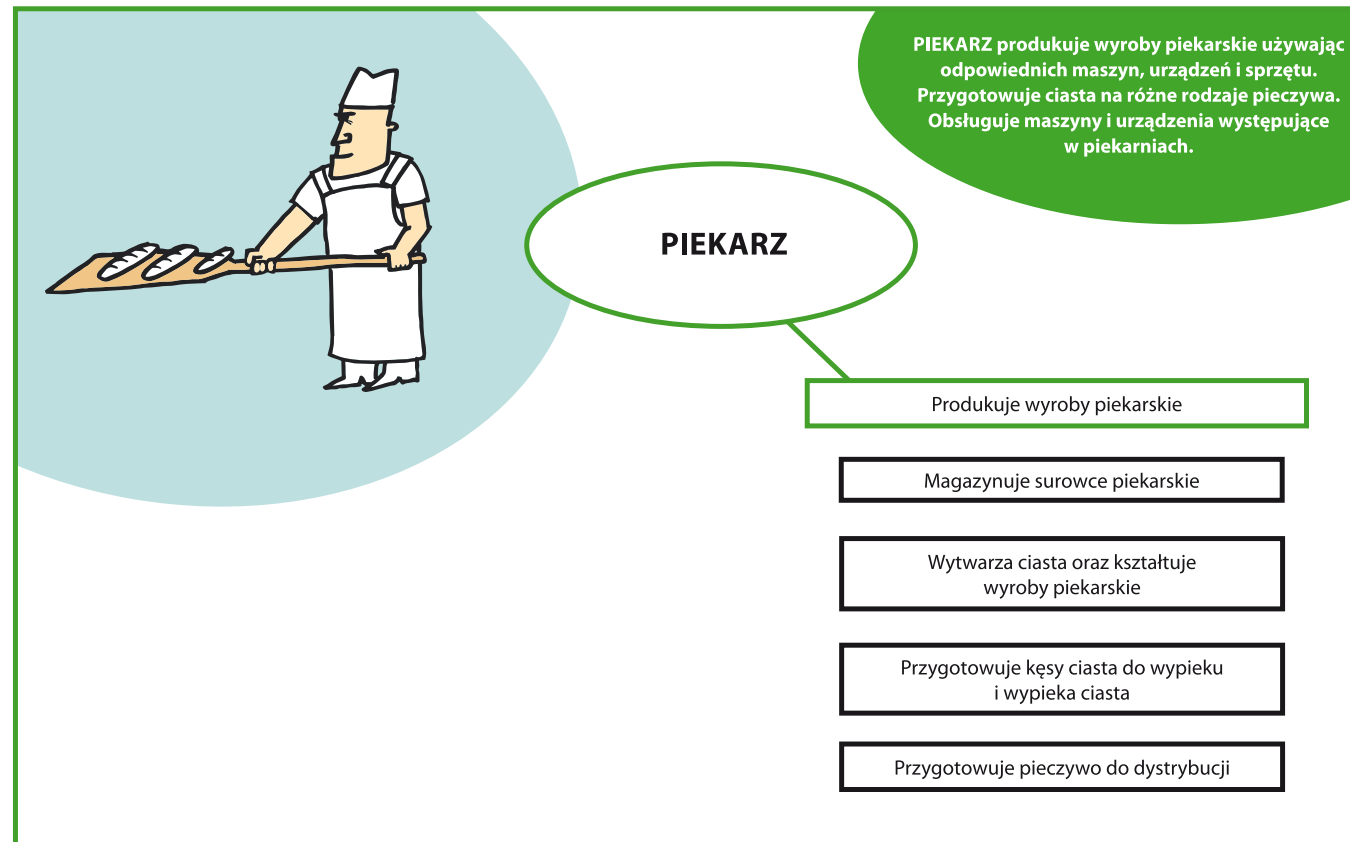 PIEKARZ produkuje wyroby piekarskie używając
odpowiednich maszyn, urządzeń i sprzętu.
Przygotowuje ciasta na różne rodzaje pieczywa.
Obsługuje maszyny i urządzenia występujące
w piekarniach.
PIEKARZ
Produkuje wyroby piekarskie
Magazynuje surowce piekarskie
Wytwarza ciasta oraz kształtuje
wyroby piekarskie
Przygotowuje kęsy ciasta do wypieku
i wypieka ciasta
Przygotowuje pieczywo do dystrybucji